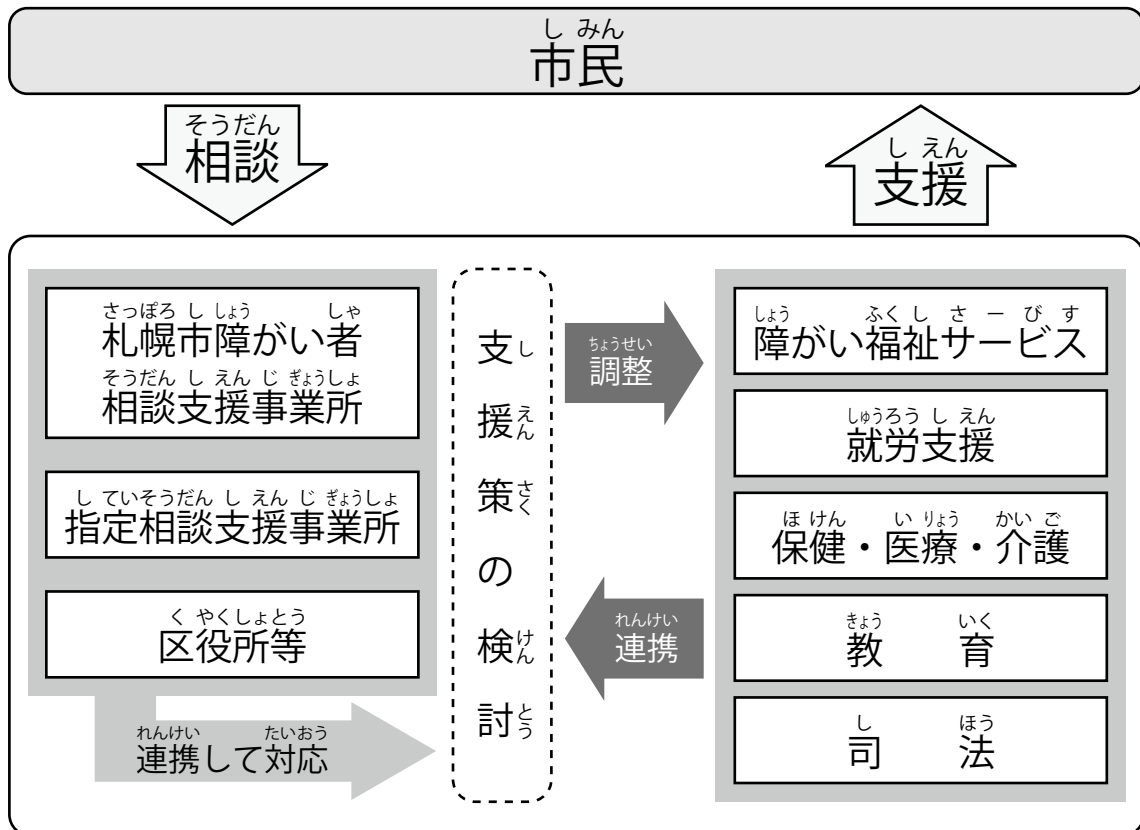 しみん
市民
そうだん
相談
しえん
支援
さっぽろししょう しゃ
札幌市障がい者
そうだんしえんじぎょうしょ
相談支援事業所
していそうだんしえんじぎょうしょ
指定相談支援事業所
くやくしょとう
区役所等
れんけい たいおう
連携して対応
支援策の検討
しえんさく けんとう
ちょうせい
調整
れんけい
連携
しょう ふくしさーびす
障がい福祉サービス
しゅうろうしえん
就労支援
ほけん いりょう かいご
保健・医療・介護
きょう いく
教 育
し ほう
司 法